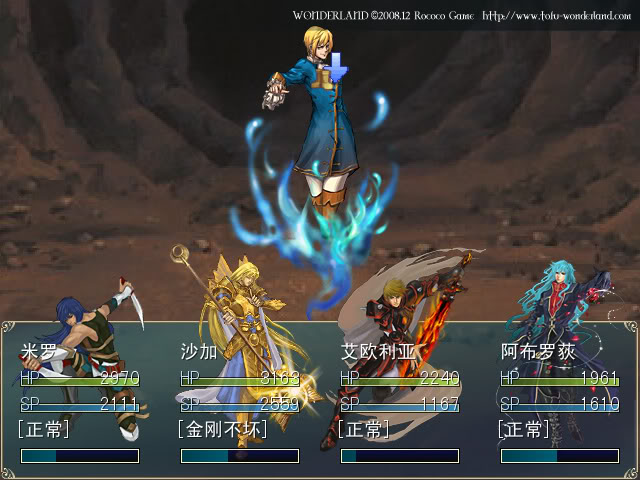 WONDERLAND ©2008.12 Rococo Game http://www.tofu-wonderland.com
米罗 沙加 艾欧利亚 阿布罗荻
HP 2970 HP 3163 HP 2240 HP 1961
SP 2111 SP 2559 SP 1167 SP 1610
[正常] [金刚不坏] [正常] [正常]